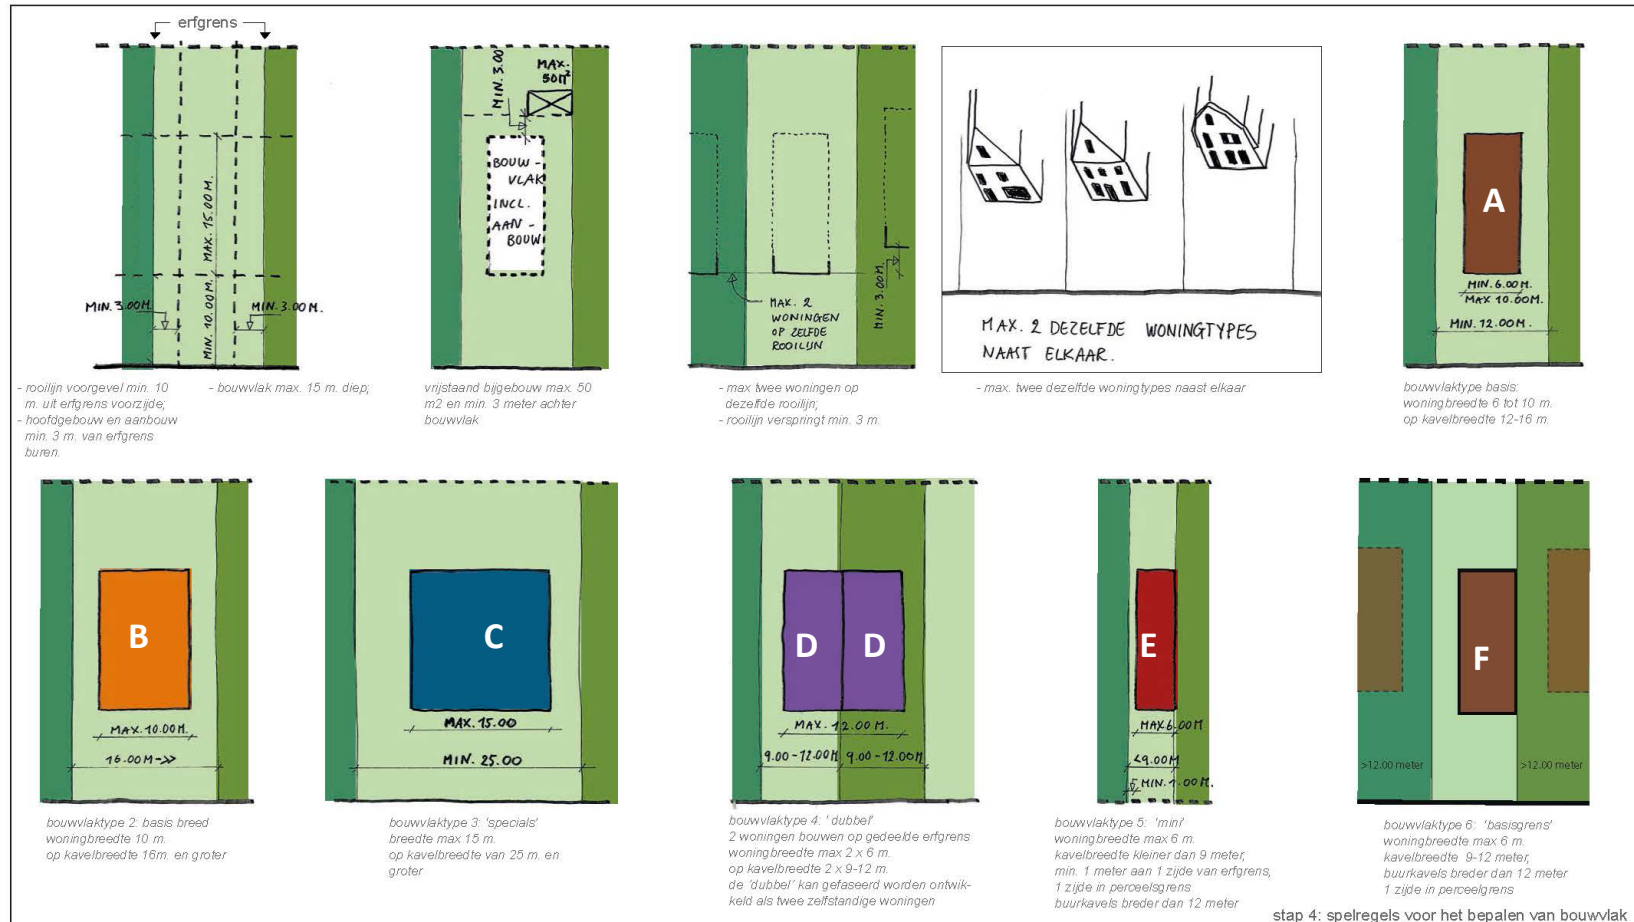 erfgrens
MAX. 15.00 M.
MIN. 10.00 M.
MIN. 3.00 M.
MIN. 3.00 M.
- rooilijn voorgevel min. 10
m. uit erfgrens voorzijde;
- hoofdgebouw en aanbouw
min. 3 m. van erfgrens
buren.
- bouwvlak max. 15 m. diep;
MIN. 3.00
MAX.
50 m²
BOUW -
VLAK
INCL.
AAN -
BOUW
vrijstaand bijgebouw max. 50
m2 en min. 3 meter achter
bouwvlak
MAX. 2
WONINGEN
OP ZELFDE
ROOILIJN
MIN. 3.00 M.
- max twee woningen op
dezelfde rooilijn;
- rooilijn verspringt min. 3 m.
MAX. 2 DEZELFDE WONINGTYPES
NAAST ELKAAR.
- max. twee dezelfde woningtypes naast elkaar
A
MIN. 6.00 M.
MAX 10.00 M.
MIN. 12.00 M.
bouwvlaktype basis:
woningbreedte 6 tot 10 m.
op kavelbreedte 12-16 m.
B
MAX. 10.00 M.
16.00 M ->>
bouwvlaktype 2: basis breed
woningbreedte 10 m.
op kavelbreedte 16m. en groter
C
MAX. 15.00
MIN. 25.00
bouwvlaktype 3: 'specials'
breedte max 15 m.
op kavelbreedte van 25 m. en
groter
D D
MAX. 12.00 M.
9.00 - 12.00 M 9.00 - 12.00 M.
bouwvlaktype 4: ' dubbel'
2 woningen bouwen op gedeelde erfgrens
woningbreedte max 2 x 6 m.
op kavelbreedte 2 x 9-12 m.
de 'dubbel' kan gefaseerd worden ontwik-
keld als twee zelfstandige woningen
E
MAX 6.00 M
<9.00 M
MIN. 1.00 M.
bouwvlaktype 5: 'mini'
woningbreedte max 6 m.
kavelbreedte kleiner dan 9 meter,
min. 1 meter aan 1 zijde van erfgrens,
1 zijde in perceelsgrens
buurkavels breder dan 12 meter
F
>12.00 meter
>12.00 meter
bouwvlaktype 6: 'basisgrens'
woningbreedte max 6 m.
kavelbreedte 9-12 meter,
buurkavels breder dan 12 meter
1 zijde in perceelgrens
stap 4: spelregels voor het bepalen van bouwvlak